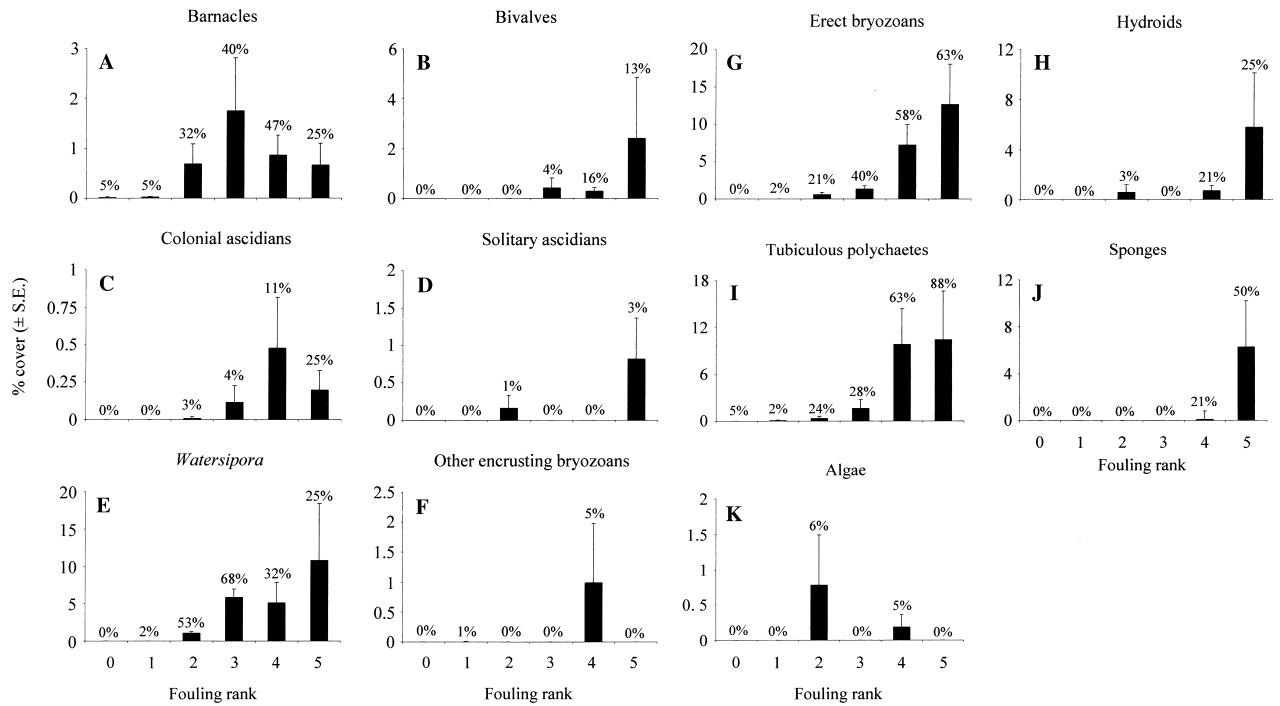 Barnacles
A
3
2
1
0
5% 5% 32% 40% 47% 25%
Bivalves
B
6
4
2
0
0% 0% 0% 4% 16% 13%
Erect bryozoans
G
20
15
10
5
0
0% 2% 21% 40% 58% 63%
Hydroids
H
12
8
4
0
0% 0% 3% 0% 21% 25%
% cover (± S.E.)
Colonial ascidians
C
1
0.75
0.5
0.25
0
0% 0% 3% 4% 11% 25%
Solitary ascidians
D
2
1.5
1
0.5
0
0% 0% 1% 0% 0% 3%
Tubiculous polychaetes
I
18
12
6
0
5% 2% 24% 28% 63% 88%
Sponges
J
12
8
4
0
0% 0% 0% 0% 21% 50%
0 1 2 3 4 5
Fouling rank
Watersipora
E
20
15
10
5
0
0% 2% 53% 68% 32% 25%
0 1 2 3 4 5
Fouling rank
Other encrusting bryozoans
F
2.5
2
1.5
1
0.5
0
0% 1% 0% 0% 5% 0%
0 1 2 3 4 5
Fouling rank
Algae
K
2
1.5
1
0. 5
0
0% 0% 6% 0% 5% 0%
0 1 2 3 4 5
Fouling rank